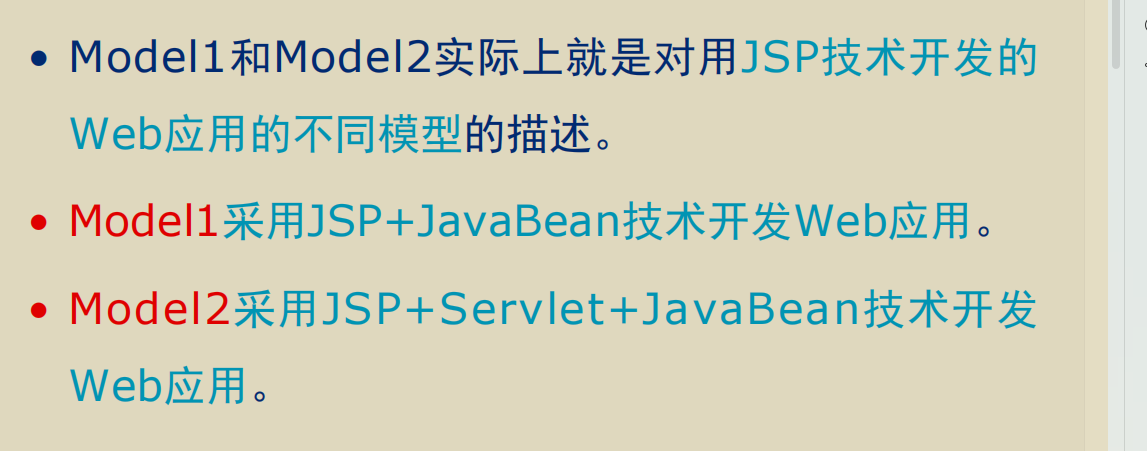 • Model1和Model2实际上就是对用JSP技术开发的
Web应用的不同模型的描述。
• Model1采用JSP+JavaBean技术开发Web应用。
• Model2采用JSP+Servlet+JavaBean技术开发
Web应用。